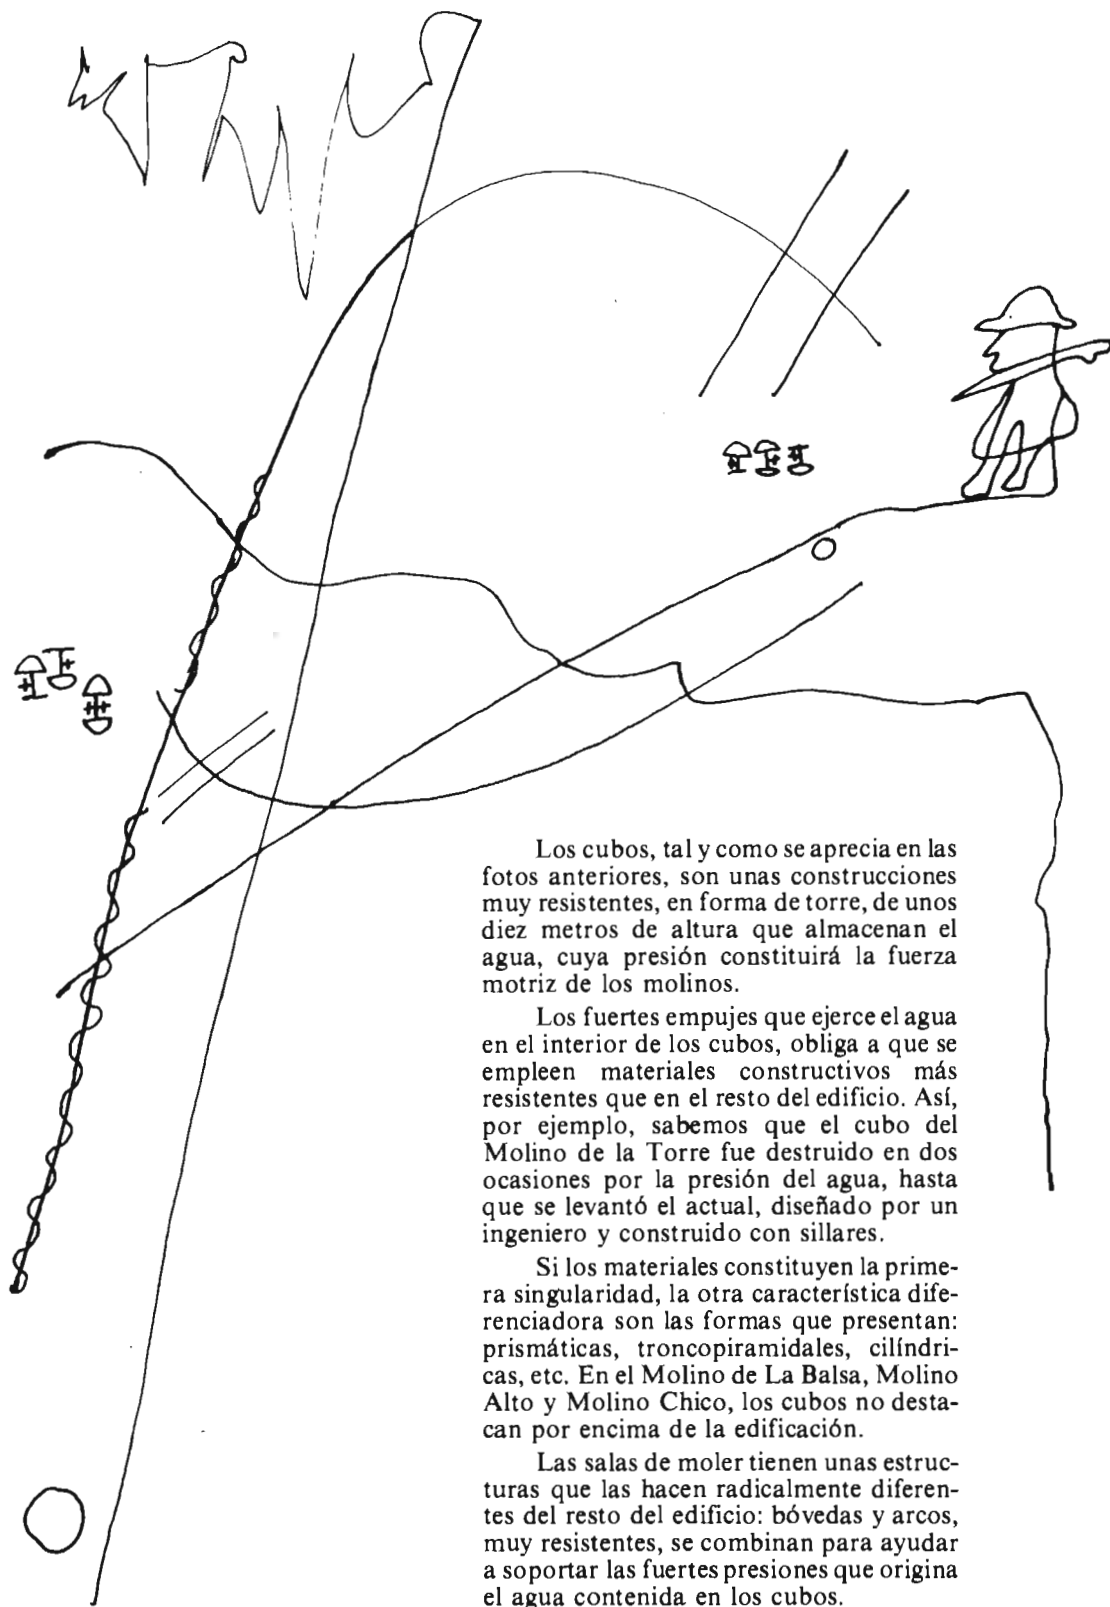 Los cubos, tal y como se aprecia en las
fotos anteriores, son unas construcciones
muy resistentes, en forma de torre, de unos
diez metros de altura que almacenan el
agua, cuya presión constituirá la fuerza
motriz de los molinos.
Los fuertes empujes que ejerce el agua
en el interior de los cubos, obliga a que se
empleen materiales constructivos más
resistentes que en el resto del edificio. Así,
por ejemplo, sabemos que el cubo del
Molino de la Torre fue destruido en dos
ocasiones por la presión del agua, hasta
que se levantó el actual, diseñado por un
ingeniero y construido con sillares.
Si los materiales constituyen la prime-
ra singularidad, la otra característica dife-
renciadora son las formas que presentan:
prismáticas, troncopiramidales, cilíndri-
cas, etc. En el Molino de La Balsa, Molino
Alto y Molino Chico, los cubos no desta-
can por encima de la edificación.
Las salas de moler tienen unas estruc-
turas que las hacen radicalmente diferen-
tes del resto del edificio: bóvedas y arcos,
muy resistentes, se combinan para ayudar
a soportar las fuertes presiones que origina
el agua contenida en los cubos.